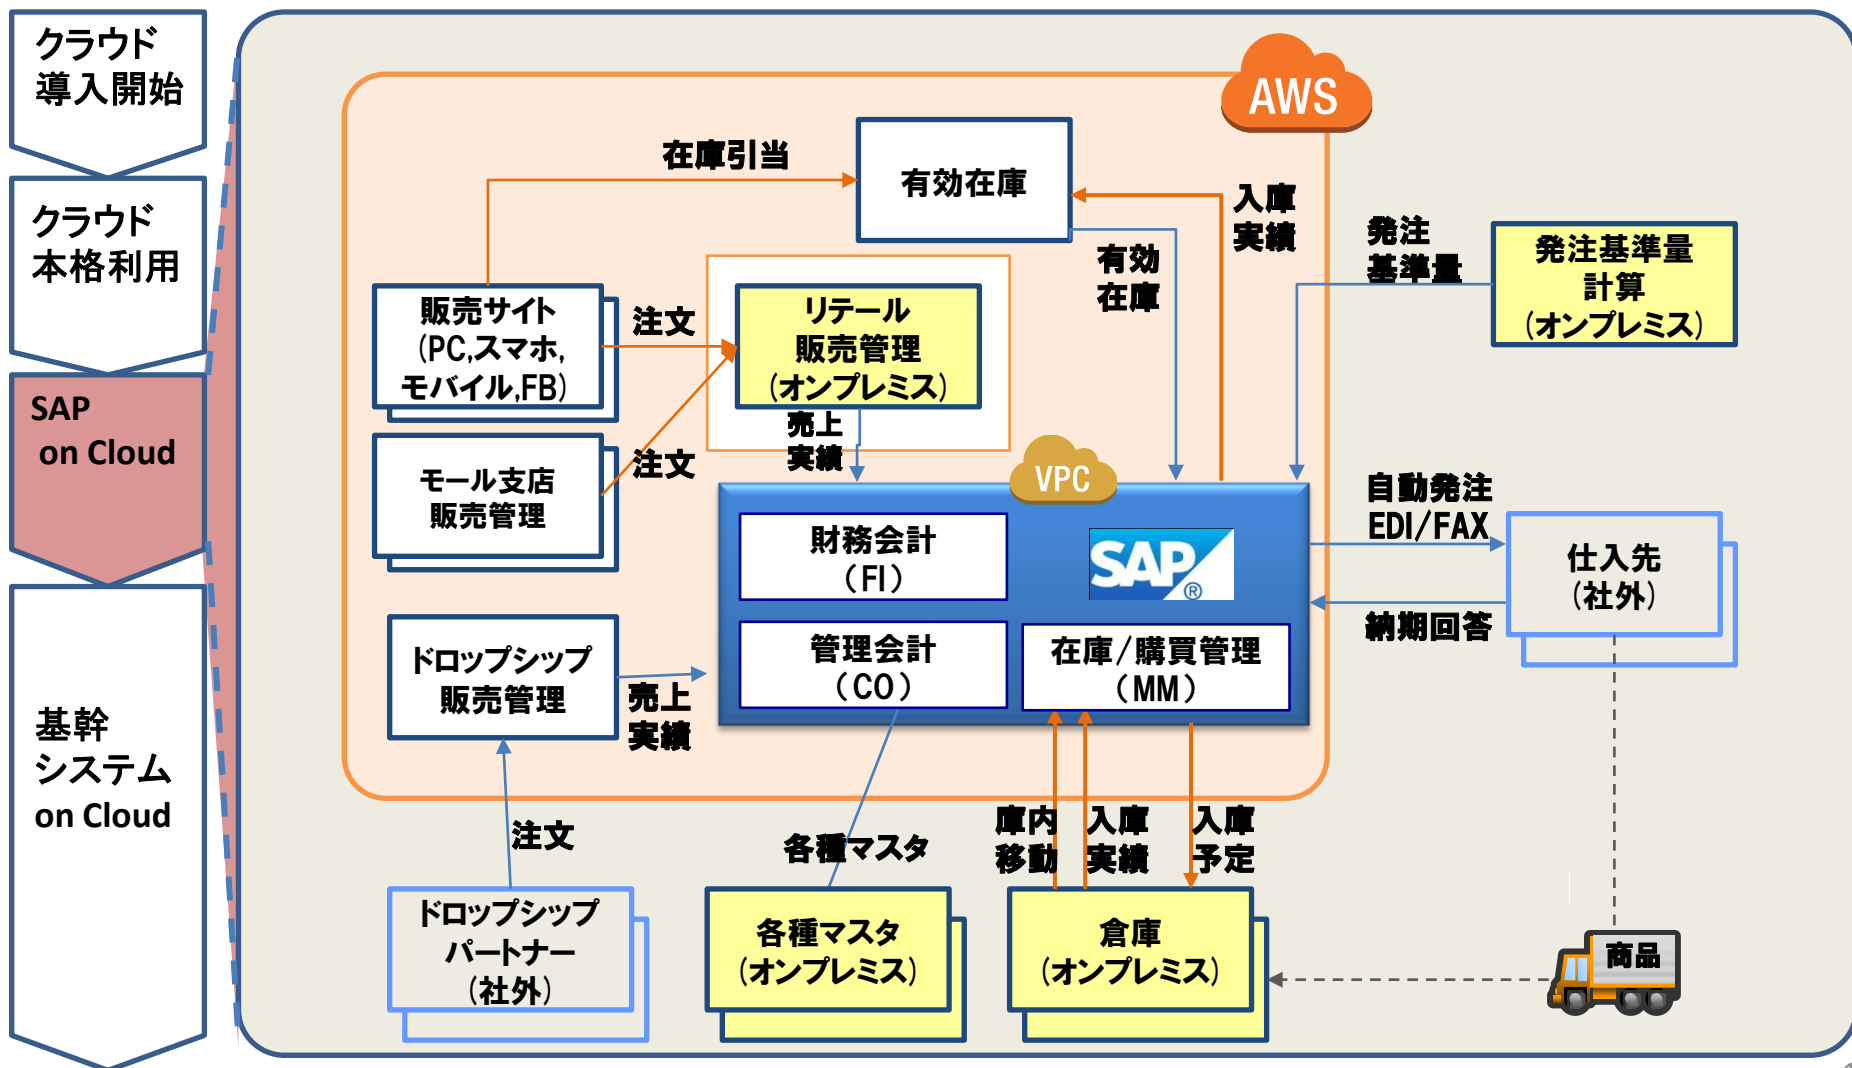 クラウド
導入開始
クラウド
本格利用
SAP
on Cloud
基幹
システム
on Cloud
AWS
在庫引当
有効在庫
入庫
実績
有効
在庫
発注
基準量
発注基準量
計算
(オンプレミス)
販売サイト
(PC,スマホ,
モバイル,FB)
注文
リテール
販売管理
(オンプレミス)
売上
実績
モール支店
販売管理
注文
VPC
財務会計
(FI)
SAP®
管理会計
(CO)
在庫/購買管理
(MM)
自動発注
EDI/FAX
仕入先
(社外)
納期回答
ドロップシップ
販売管理
売上
実績
注文
各種マスタ
庫内
移動
入庫
実績
入庫
予定
ドロップシップ
パートナー
(社外)
各種マスタ
(オンプレミス)
倉庫
(オンプレミス)
商品